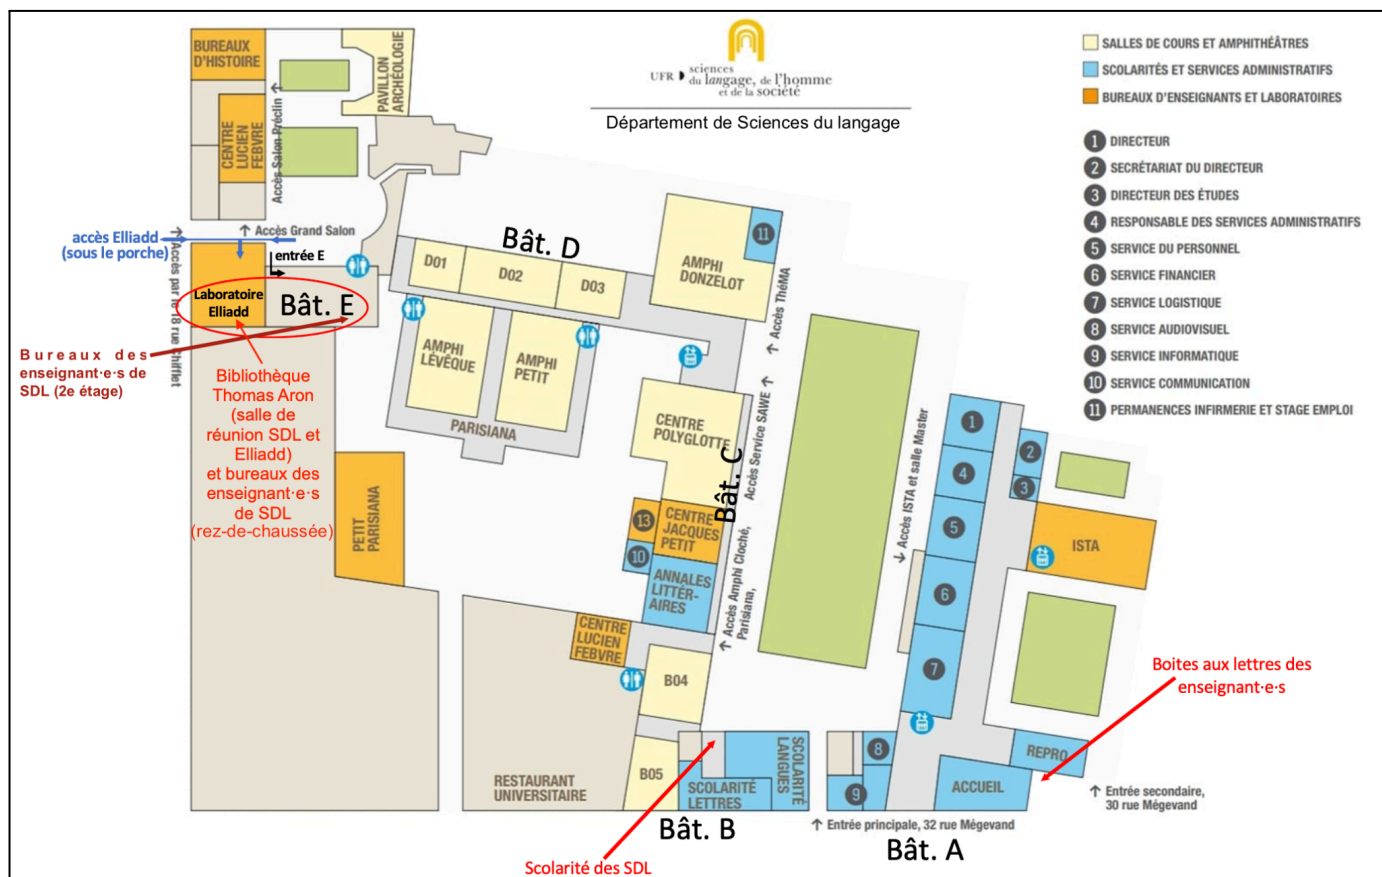 BUREAUX
D'HISTOIRE
PAVILLON
ARCHÉOLOGIE
CENTRE
LUCIEN
FEBVRE
Accès Salon Préclin ↑
UFR sciences
du langage, de l'homme
et de la société
Département de Sciences du langage
SALLES DE COURS ET AMPHITHÉÂTRES
SCOLARITÉS ET SERVICES ADMINISTRATIFS
BUREAUX D'ENSEIGNANTS ET LABORATOIRES
1 DIRECTEUR
2 SECRÉTARIAT DU DIRECTEUR
3 DIRECTEUR DES ÉTUDES
4 RESPONSABLE DES SERVICES ADMINISTRATIFS
5 SERVICE DU PERSONNEL
6 SERVICE FINANCIER
7 SERVICE LOGISTIQUE
8 SERVICE AUDIOVISUEL
9 SERVICE INFORMATIQUE
10 SERVICE COMMUNICATION
11 PERMANENCES INFIRMERIE ET STAGE EMPLOI
accès Elliadd
(sous le porche)
↑ Accès Grand Salon
entrée E
↑ Accès par le 18 rue Chifflet
Laboratoire
Elliadd
Bât. E
Bureaux des
enseignant·e·s de
SDL (2e étage)
Bibliothèque
Thomas Aron
(salle de
réunion SDL et
Elliadd)
et bureaux des
enseignant·e·s
de SDL
(rez-de-chaussée)
Bât. D
D01
D02
D03
AMPHI
DONZELOT
11
↑ Accès ThéMA
AMPHI
LÉVÊQUE
AMPHI
PETIT
PARISIANA
CENTRE
POLYGLOTTE
Bât. C
Accès Service SAWE ↑
↑ Accès Amphi Cloché,
Parisiana,
PETIT
PARISIANA
13
CENTRE
JACQUES
PETIT
10
ANNALES
LITTÉR-
AIRES
CENTRE
LUCIEN
FEBVRE
B04
B05
RESTAURANT
UNIVERSITAIRE
SCOLARITÉ
LETTRES
SCOLARITÉ
LANGUES
Bât. B
Scolarité des SDL
← Accès ISTA et salle Master
1
2
3
4
5
6
7
8
9
ISTA
Boites aux lettres des
enseignant·e·s
REPRO
ACCUEIL
↑ Entrée secondaire,
30 rue Mégevand
↑ Entrée principale, 32 rue Mégevand
Bât. A